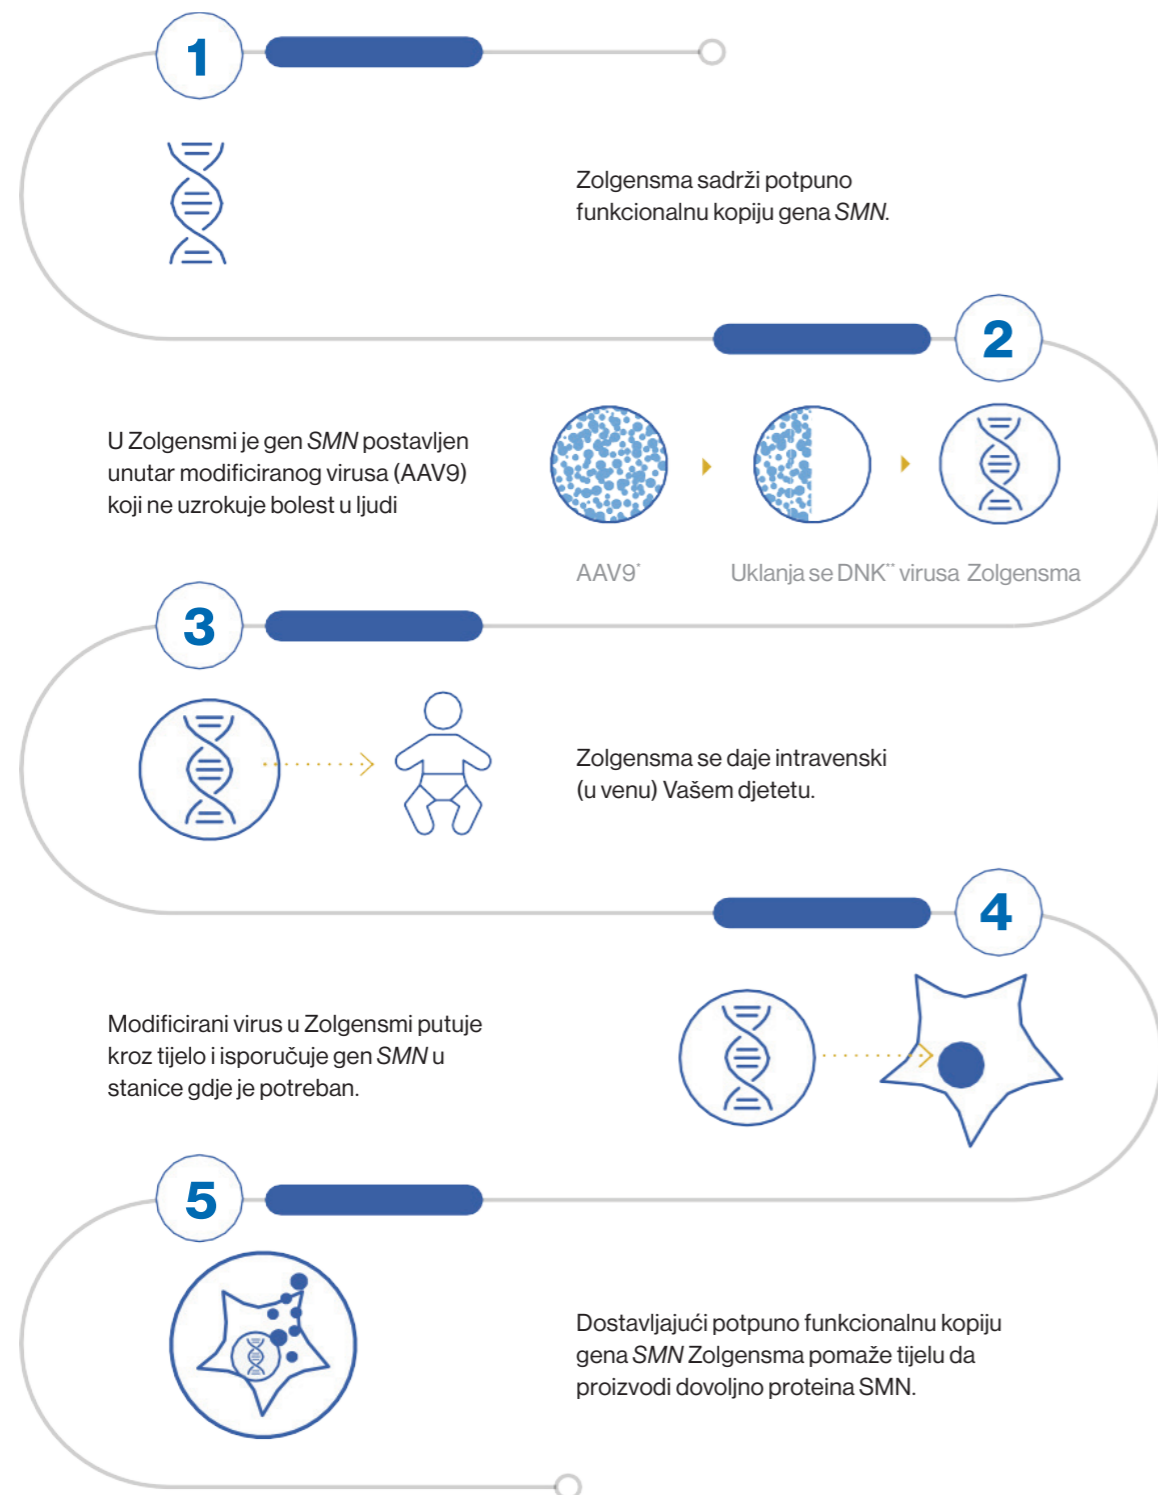 1
Zolgensma sadrži potpuno
funkcionalnu kopiju gena SMN.
2
U Zolgensmi je gen SMN postavljen
unutar modificiranog virusa (AAV9)
koji ne uzrokuje bolest u ljudi
AAV9* Uklanja se DNK** virusa Zolgensma
3
Zolgensma se daje intravenski
(u venu) Vašem djetetu.
4
Modificirani virus u Zolgensmi putuje
kroz tijelo i isporučuje gen SMN u
stanice gdje je potreban.
5
Dostavljajući potpuno funkcionalnu kopiju
gena SMN Zolgensma pomaže tijelu da
proizvodi dovoljno proteina SMN.